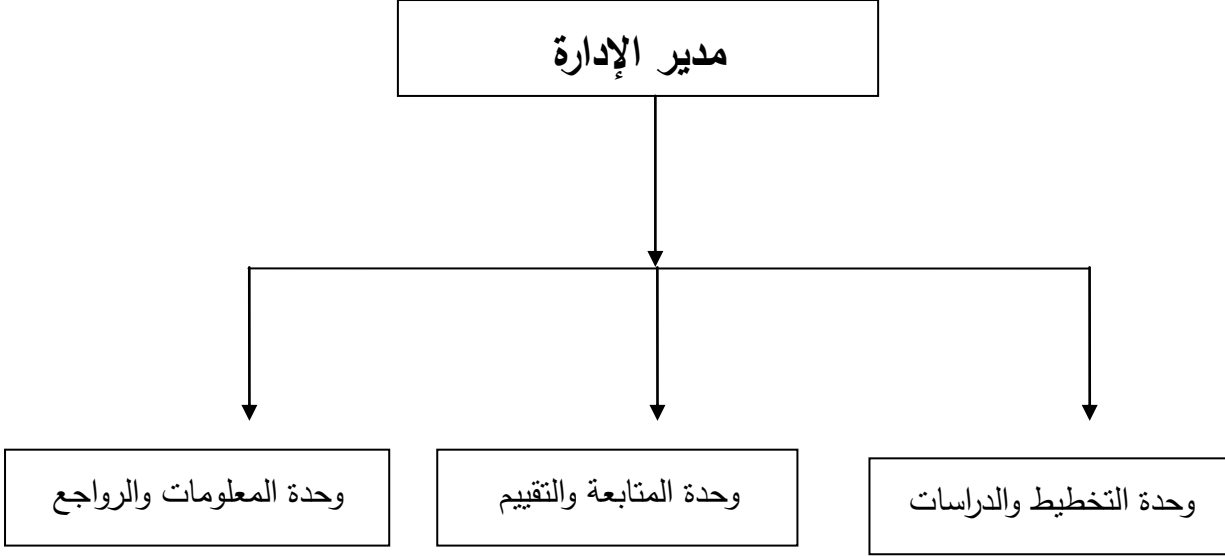 مدير الإدارة
وحدة التخطيط والدراسات
وحدة المتابعة والتقييم
وحدة المعلومات والرواجع